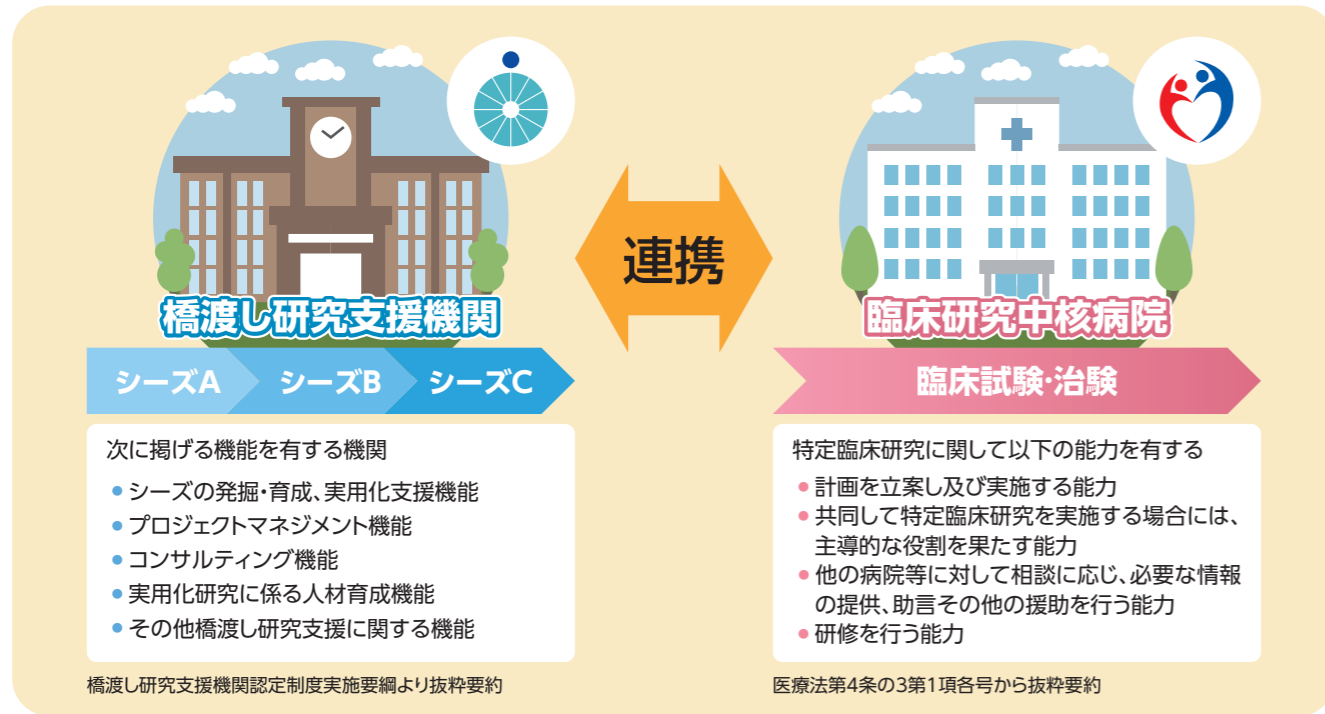 連携
橋渡し研究支援機関
シーズA
シーズB
シーズC
次に掲げる機能を有する機関
●シーズの発掘・育成、実用化支援機能
●プロジェクトマネジメント機能
●コンサルティング機能
●実用化研究に係る人材育成機能
●その他橋渡し研究支援に関する機能
橋渡し研究支援機関認定制度実施要綱より抜粋要約
臨床研究中核病院
臨床試験・治験
特定臨床研究に関して以下の能力を有する
●計画を立案し及び実施する能力
●共同して特定臨床研究を実施する場合には、
主導的な役割を果たす能力
●他の病院等に対して相談に応じ、必要な情報
の提供、助言その他の援助を行う能力
●研修を行う能力
医療法第4条の3第1項各号から抜粋要約